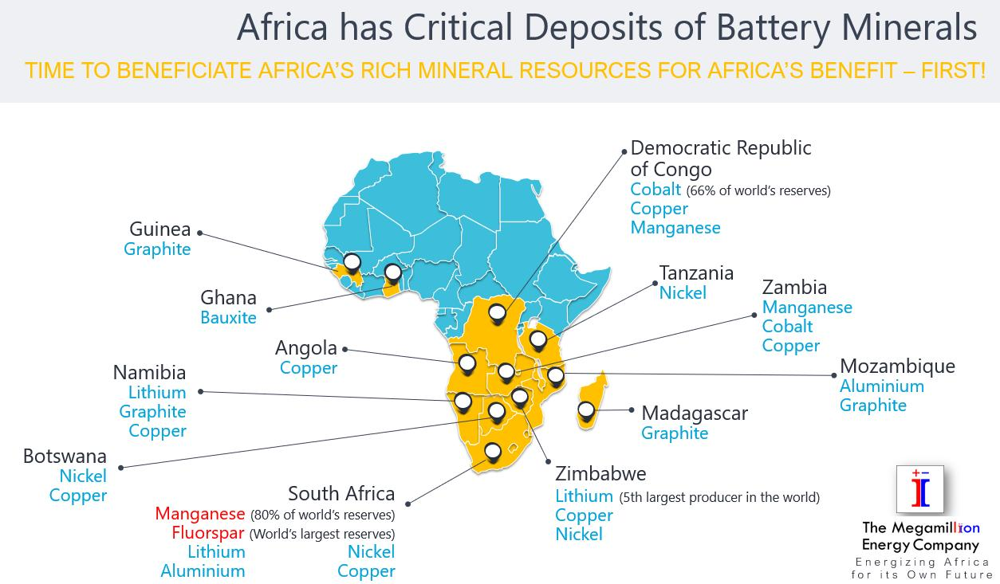 Africa has Critical Deposits of Battery Minerals
TIME TO BENEFICIATE AFRICA'S RICH MINERAL RESOURCES FOR AFRICA'S BENEFIT – FIRST!
Democratic Republic
of Congo
Cobalt (66% of world's reserves)
Copper
Manganese
Guinea
Graphite
Ghana
Bauxite
Tanzania
Nickel
Zambia
Manganese
Cobalt
Copper
Angola
Copper
Namibia
Lithium
Graphite
Copper
Mozambique
Aluminium
Graphite
Madagascar
Graphite
Botswana
Nickel
Copper
Zimbabwe
Lithium (5th largest producer in the world)
Copper
Nickel
South Africa
Manganese (80% of world's reserves)
Fluorspar (World's largest reserves)
Lithium Nickel
Aluminium Copper
The Megamillion
Energy Company
Energizing Africa
for its Own Future